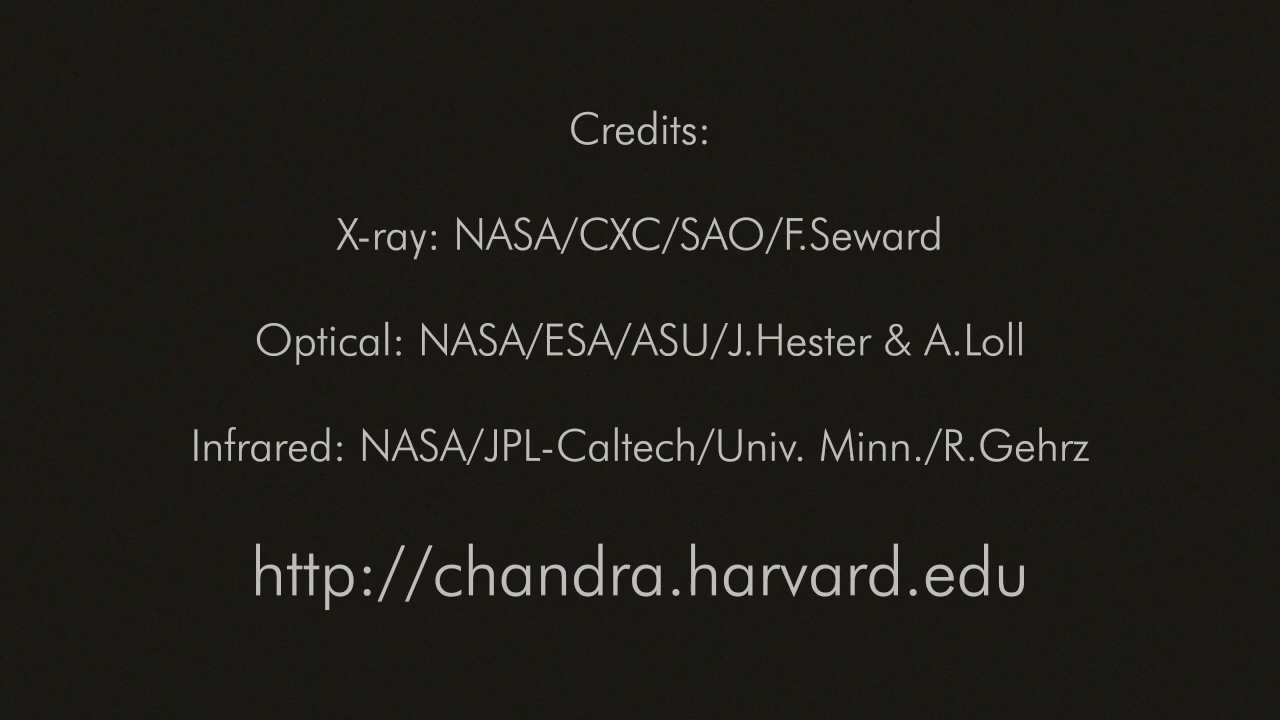 Credits:
X-ray: NASA/CXC/SAO/F.Seward
Optical: NASA/ESA/ASU/J.Hester & A.Loll
Infrared: NASA/JPL-Caltech/Univ. Minn./R.Gehrz
http://chandra.harvard.edu